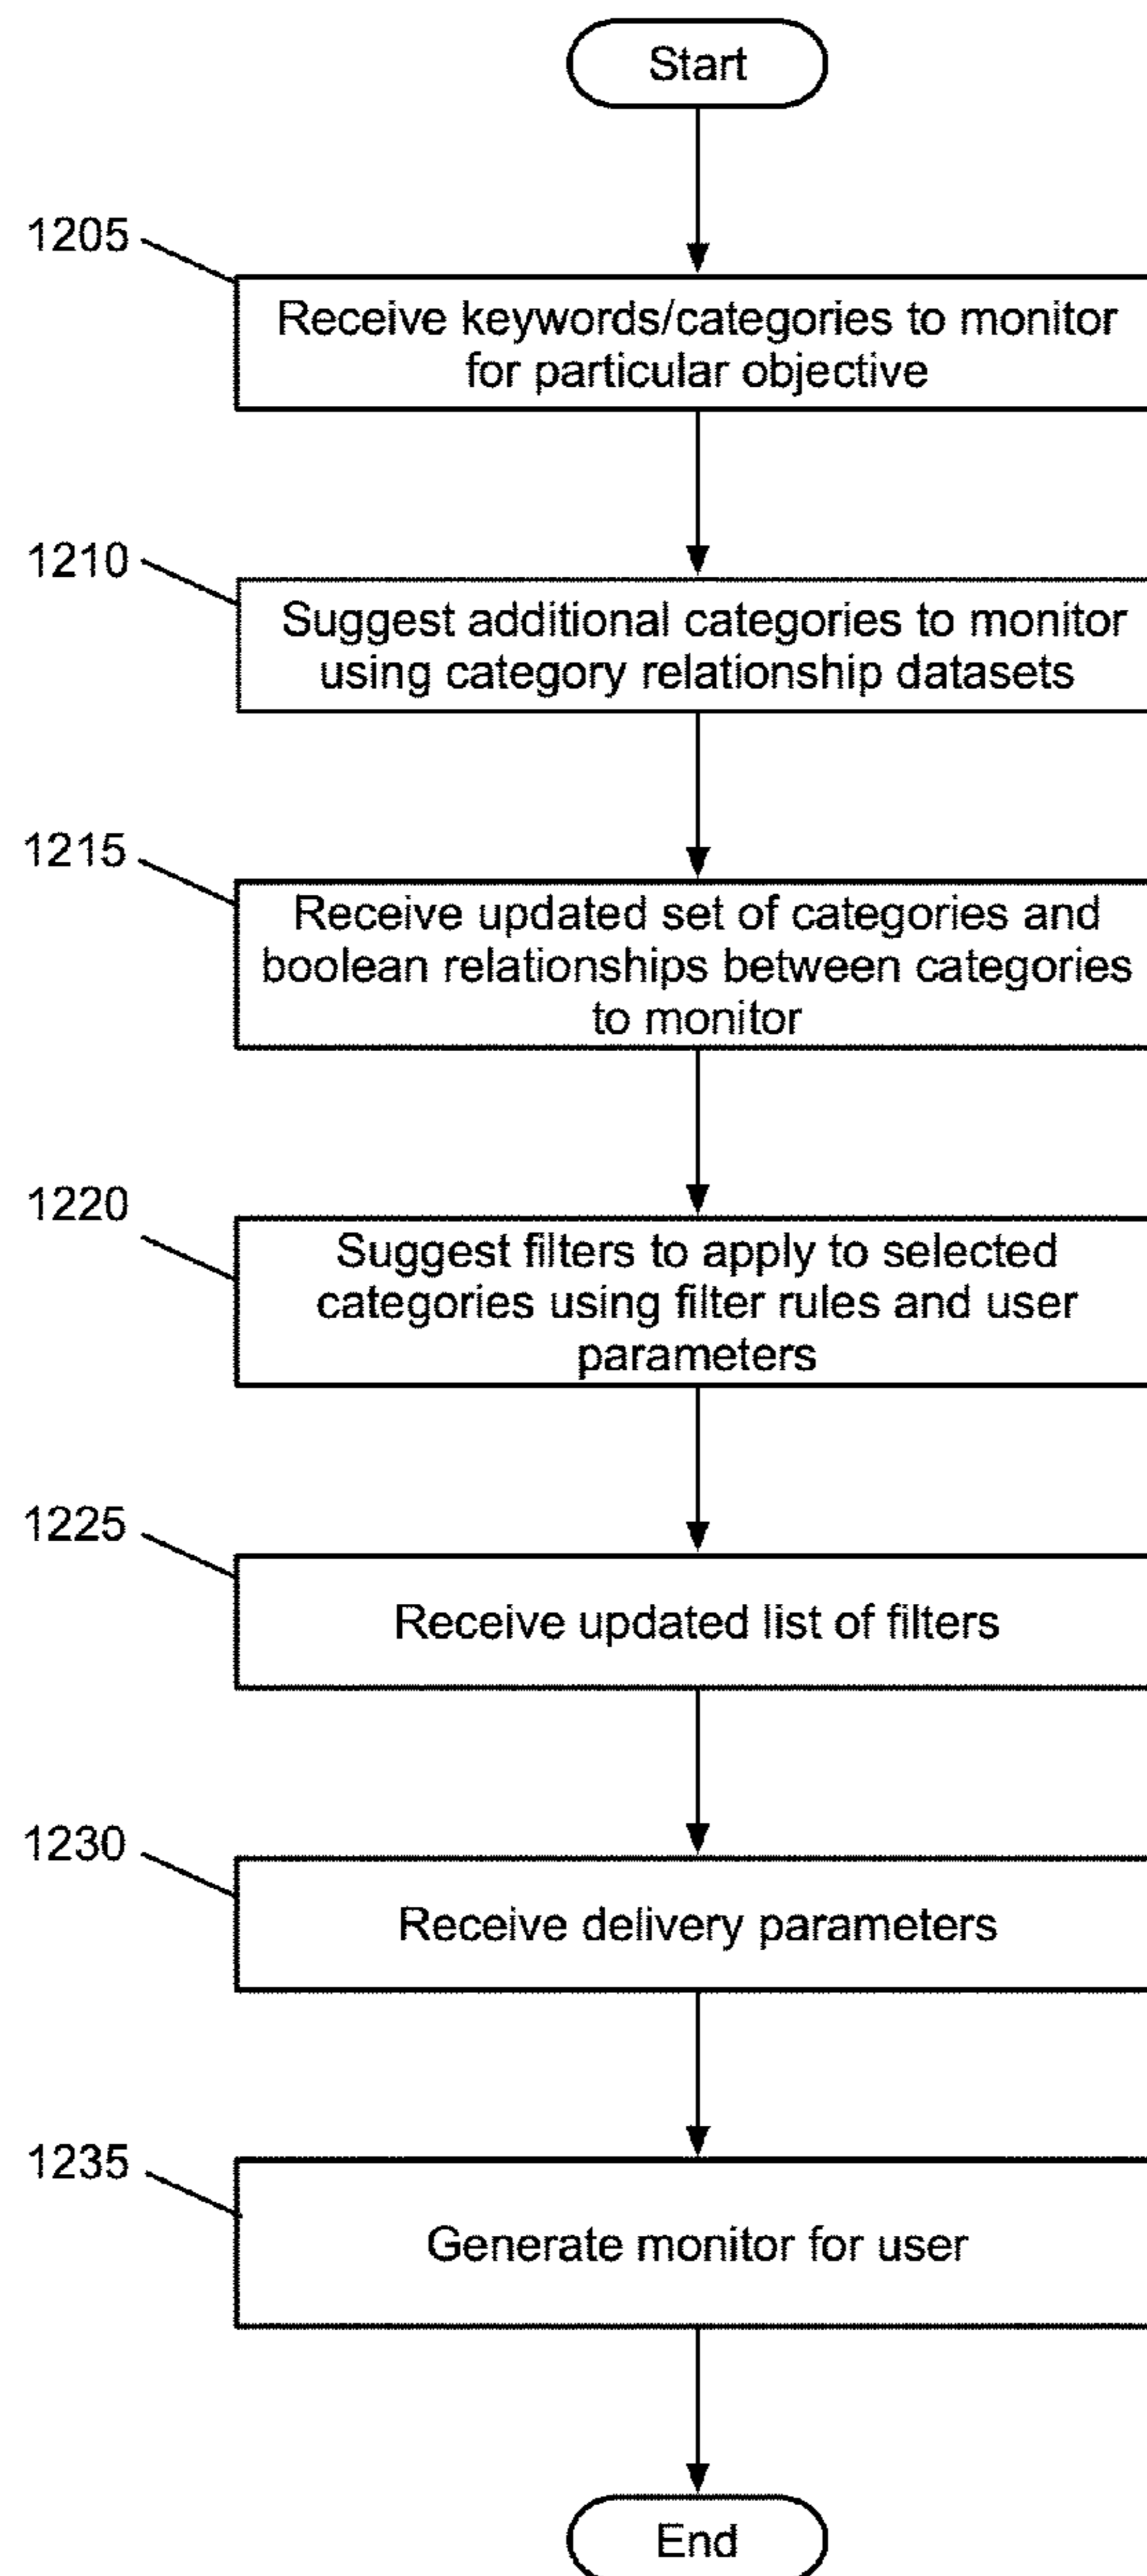 Start
1205
Receive keywords/categories to monitor
for particular objective
1210
Suggest additional categories to monitor
using category relationship datasets
1215
Receive updated set of categories and
boolean relationships between categories
to monitor
1220
Suggest filters to apply to selected
categories using filter rules and user
parameters
1225
Receive updated list of filters
1230
Receive delivery parameters
1235
Generate monitor for user
End